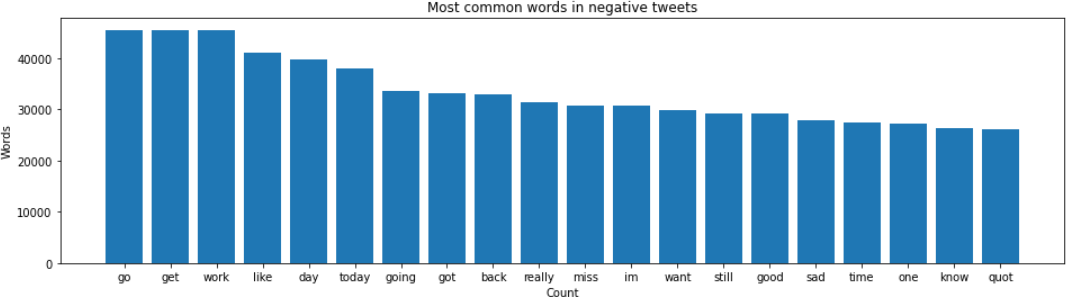 Most common words in negative tweets
Words
40000
30000
20000
10000
0
go get work like day today going got back really miss im want still good sad time one know quot
Count